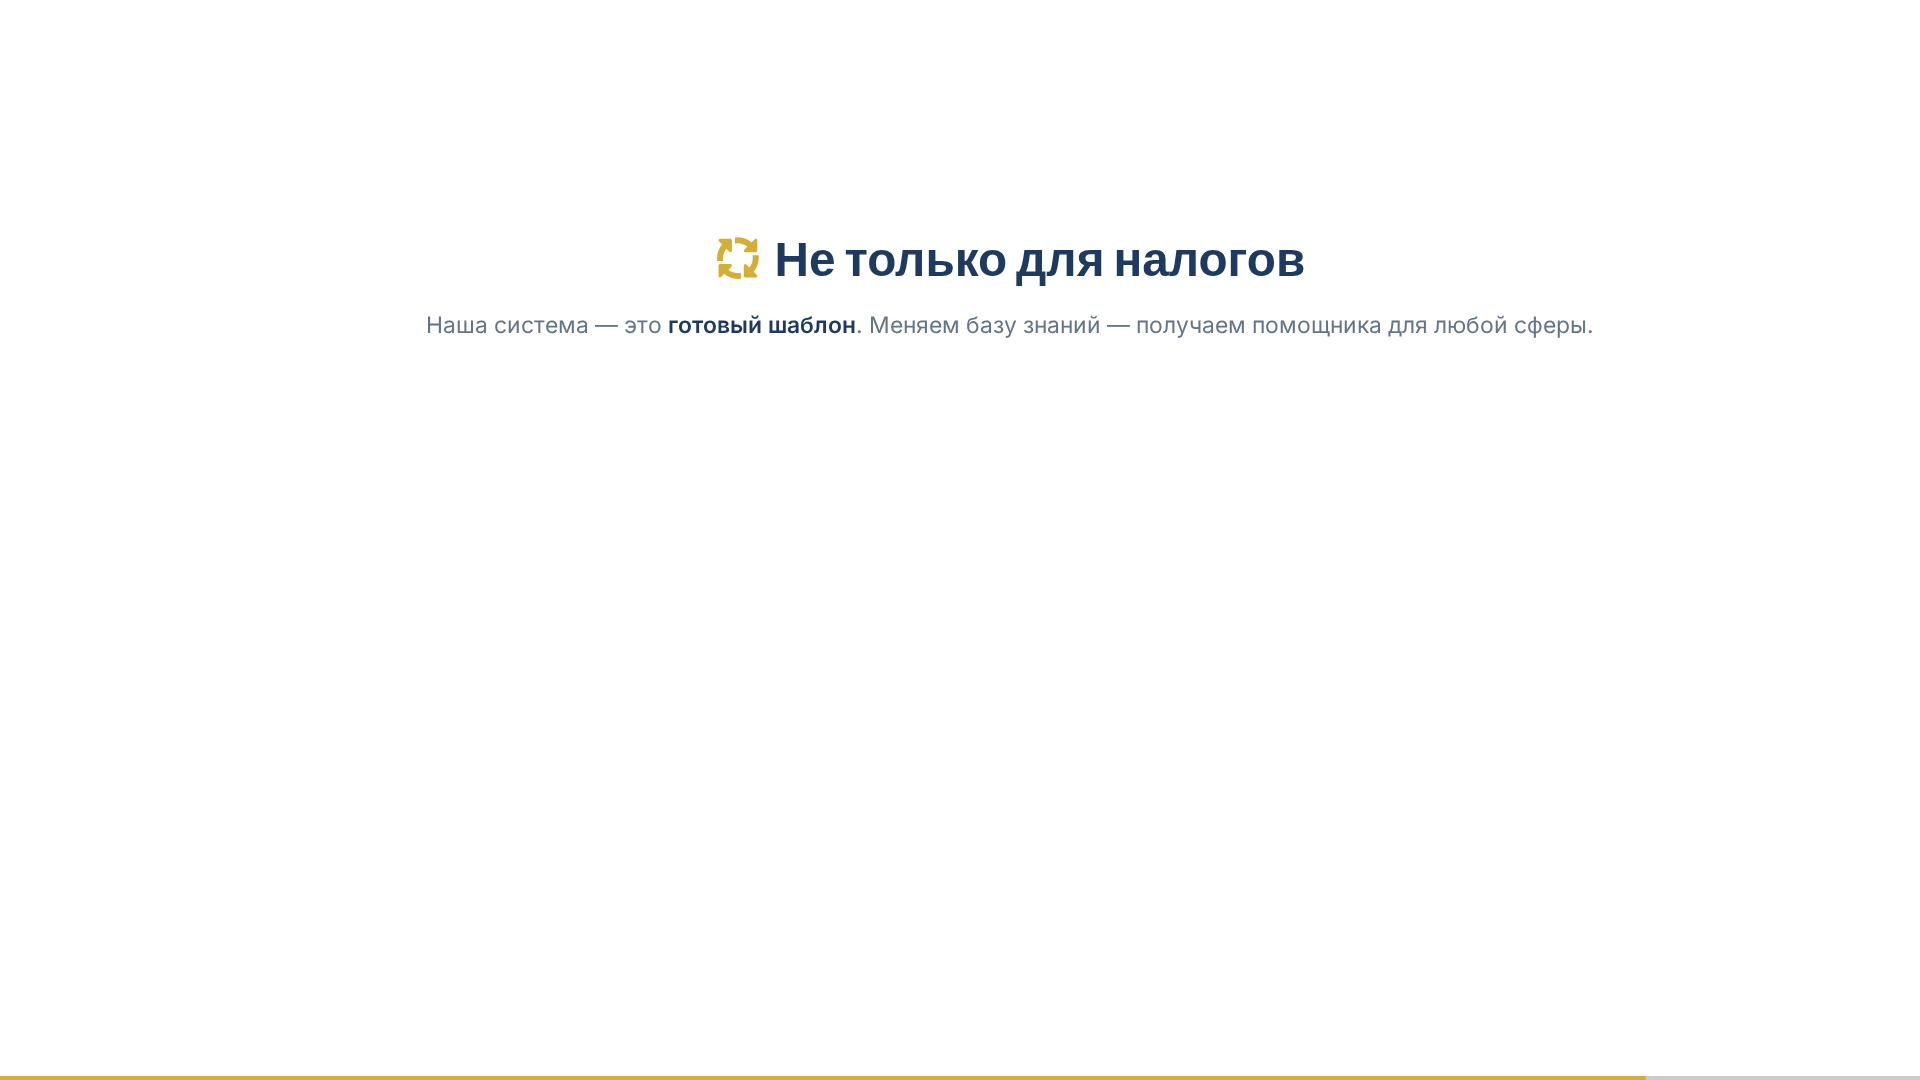 Не только для налогов
Наша система — это готовый шаблон. Меняем базу знаний — получаем помощника для любой сферы.